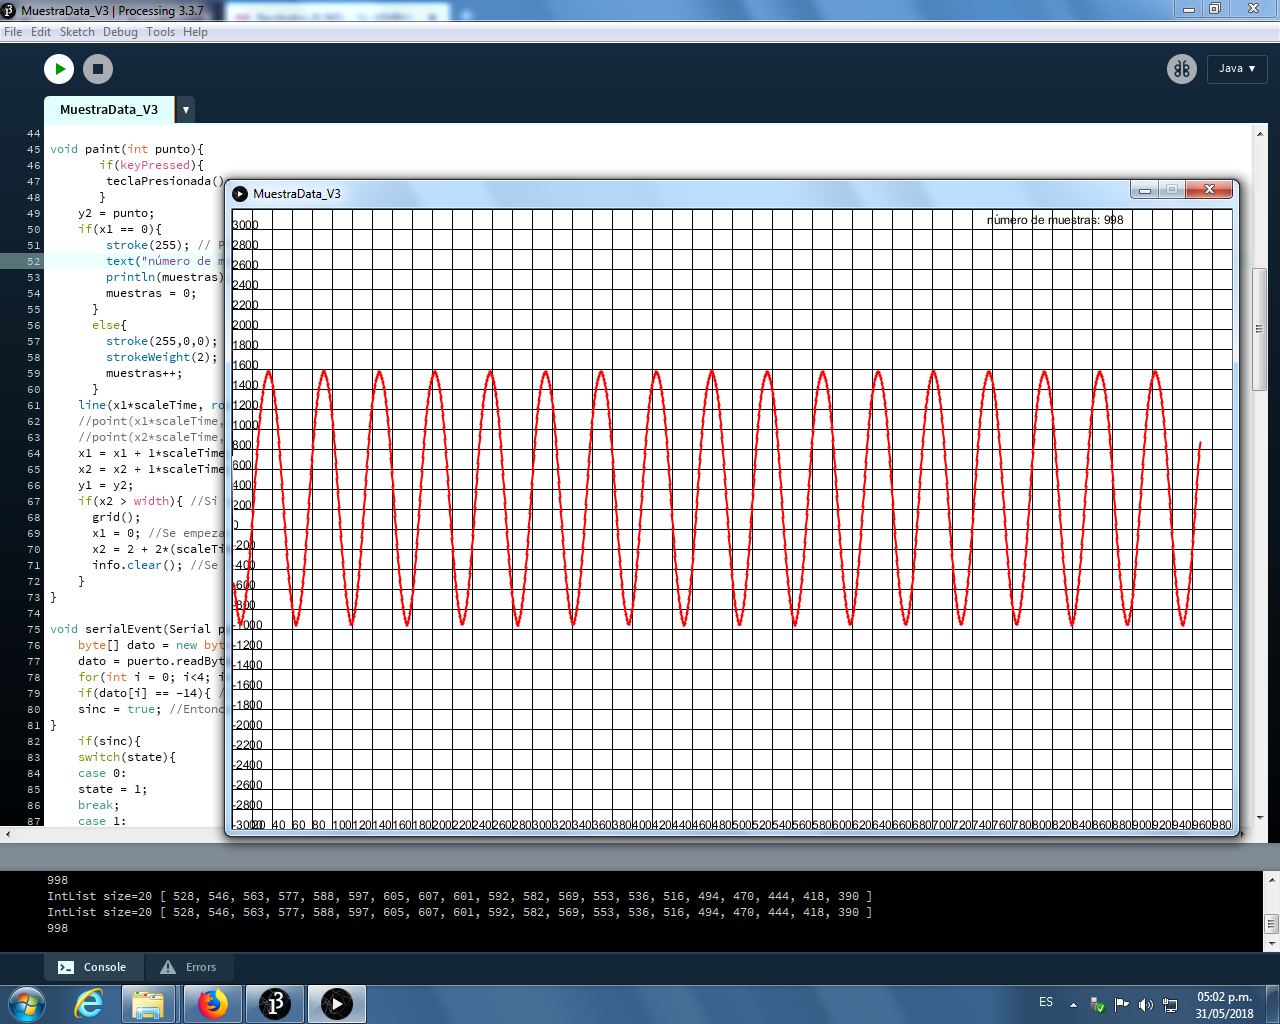 MuestraData_V3 | Processing 3.3.7
File Edit Sketch Debug Tools Help
Java ▾
MuestraData_V3 ▾
44
45 void paint(int punto){
46 if(keyPressed){
47 teclaPresionada()
48 }
49 y2 = punto;
50 if(x1 == 0){
51 stroke(255); // P
52 text("número de m
53 println(muestras)
54 muestras = 0;
55 }
56 else{
57 stroke(255,0,0);
58 strokeWeight(2);
59 muestras++;
60 }
61 line(x1*scaleTime, ro
62 //point(x1*scaleTime,
63 //point(x2*scaleTime,
64 x1 = x1 + 1*scaleTime
65 x2 = x2 + 1*scaleTime
66 y1 = y2;
67 if(x2 > width){ //Si
68 grid();
69 x1 = 0; //Se empeza
70 x2 = 2 + 2*(scaleTi
71 info.clear(); //Se
72 }
73 }
74
75 void serialEvent(Serial p
76 byte[] dato = new byt
77 dato = puerto.readByt
78 for(int i = 0; i<4; i
79 if(dato[i] == -14){ /
80 sinc = true; //Entonc
81 }
82 if(sinc){
83 switch(state){
84 case 0:
85 state = 1;
86 break;
87 case 1:
MuestraData_V3
número de muestras: 998
3000
2800
2600
2400
2200
2000
1800
1600
1400
1200
1000
800
600
400
200
0
-200
-400
-600
-800
-1000
-1200
-1400
-1600
-1800
-2000
-2200
-2400
-2600
-2800
-3000 20 40 60 80 100 120 140 160 180 200 220 240 260 280 300 320 340 360 380 400 420 440 460 480 500 520 540 560 580 600 620 640 660 680 700 720 740 760 780 800 820 840 860 880 900 920 940 960 980
998
IntList size=20 [ 528, 546, 563, 577, 588, 597, 605, 607, 601, 592, 582, 569, 553, 536, 516, 494, 470, 444, 418, 390 ]
IntList size=20 [ 528, 546, 563, 577, 588, 597, 605, 607, 601, 592, 582, 569, 553, 536, 516, 494, 470, 444, 418, 390 ]
998
Console Errors
ES
05:02 p.m.
31/05/2018